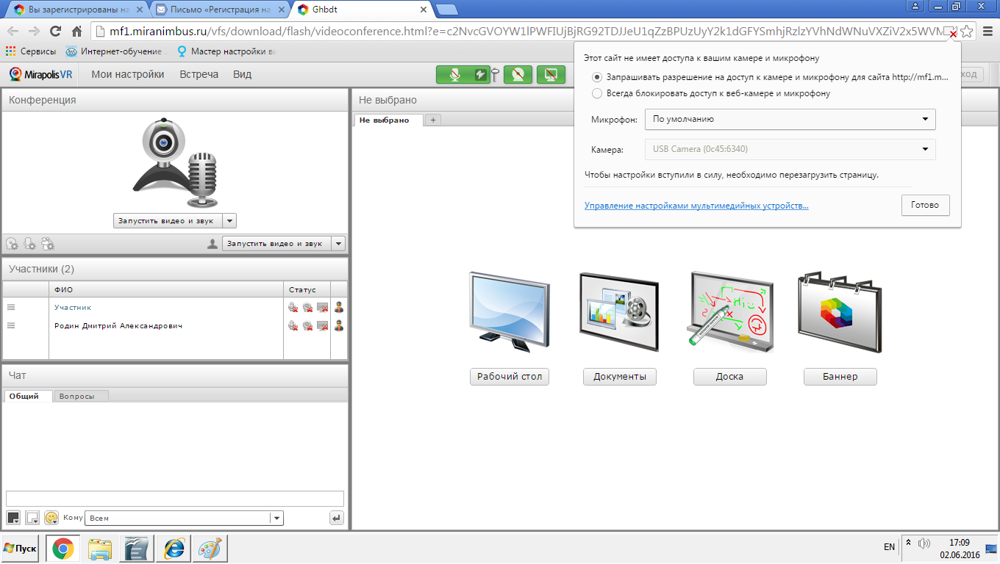 Вы зарегистрированы на
Письмо «Регистрация на
Ghbdt
mf1.miranimbus.ru/vfs/download/flash/videoconference.html?e=
Сервисы
Интернет-обучение
Мастер настройки
Mirapolis VR
Мои настройки
Встреча
Вид
Этот сайт не имеет доступа к вашим камере и микрофону
Запрашивать разрешение на доступ к камере и микрофону для сайта http://mf1.m...
Всегда блокировать доступ к веб-камере и микрофону
Микрофон:
По умолчанию
Камера:
USB Camera (0c45:6340)
Чтобы настройки вступили в силу, необходимо перезагрузить страницу.
Управление настройками мультимедийных устройств...
Готово
ход
Конференция
Запустить видео и звук
Запустить видео и звук
Участники (2)
ФИО
Статус
Участник
Родин Дмитрий Александрович
Чат
Общий
Вопросы
Кому
Всем
Не выбрано
Не выбрано
+
Hi
Рабочий стол
Документы
Доска
Баннер
Пуск
EN
17:09
02.06.2016